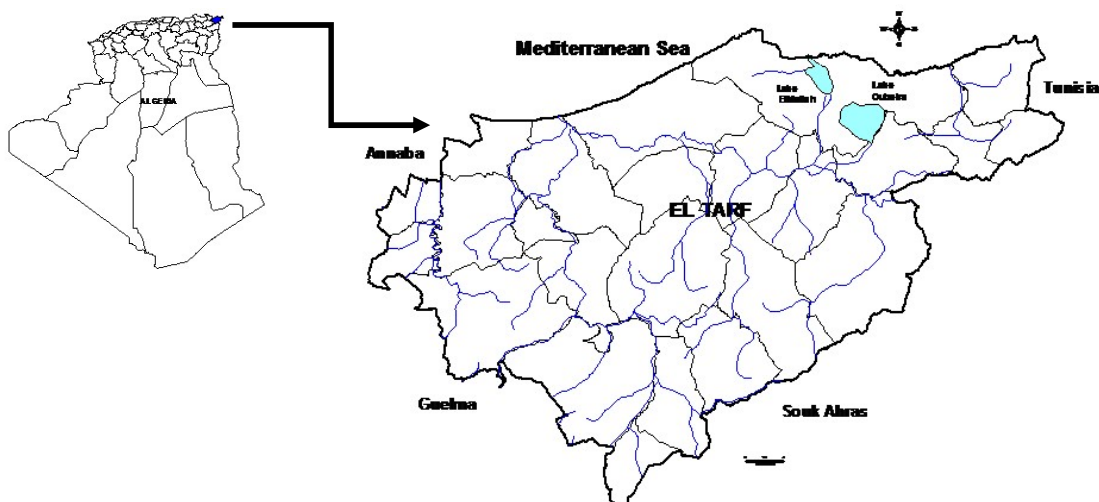 ALGERIA
Mediterranean Sea
Lake
Lake
Tunisia
Annaba
EL TARF
Guelma
Souk Ahras